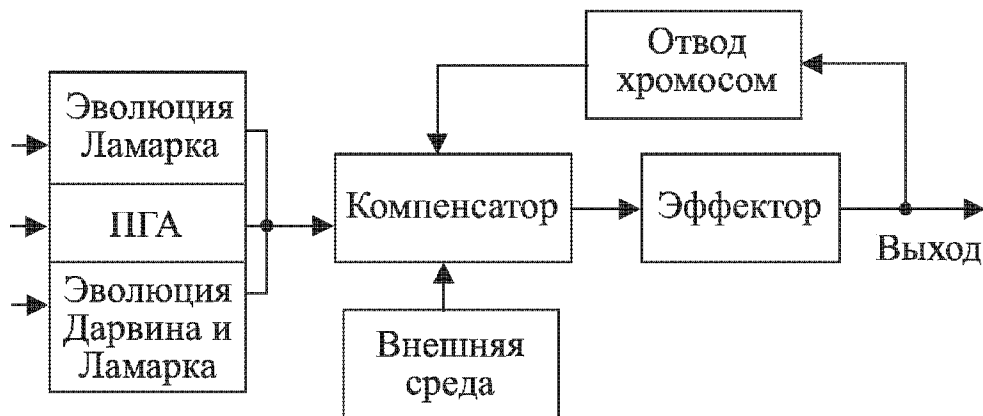 Отвод
хромосом
Эволюция
Ламарка
ПГА
Эволюция
Дарвина и
Ламарка
Компенсатор
Эффектор
Выход
Внешняя
среда